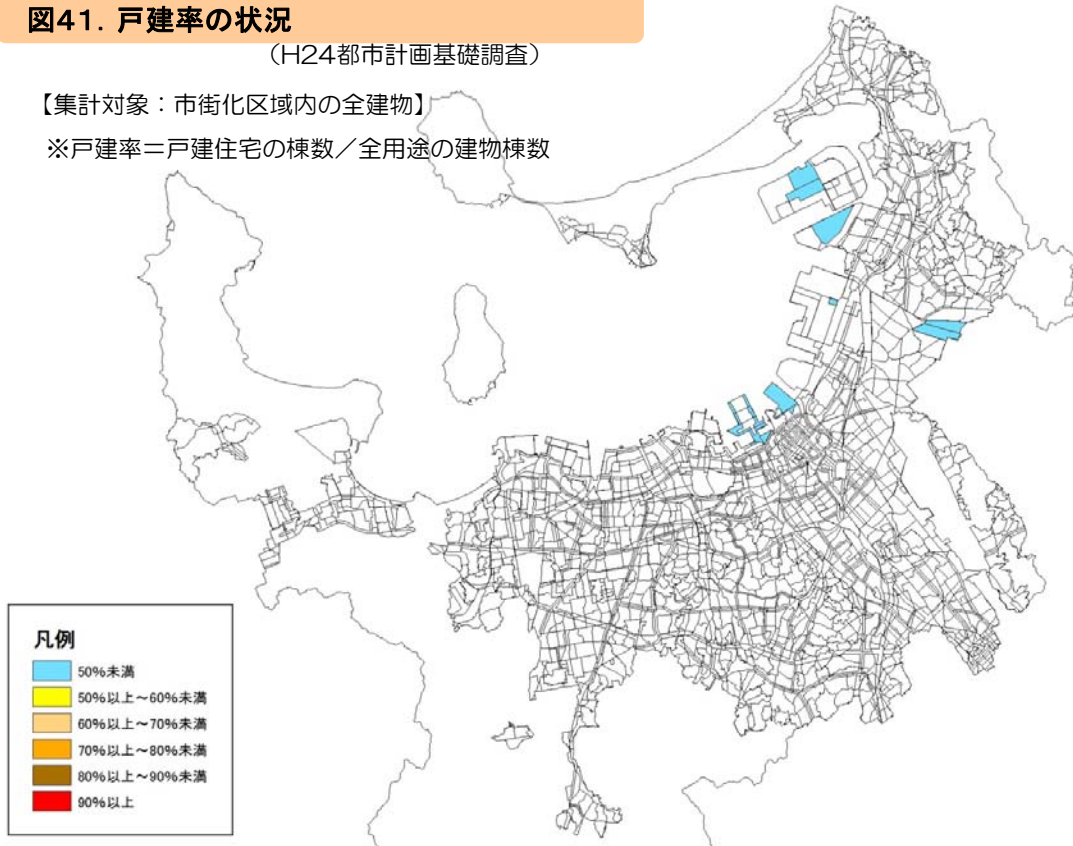 図41. 戸建率の状況
（H24都市計画基礎調査）
【集計対象：市街化区域内の全建物】
※戸建率＝戸建住宅の棟数／全用途の建物棟数
凡例
50%未満
50%以上～60%未満
60%以上～70%未満
70%以上～80%未満
80%以上～90%未満
90%以上